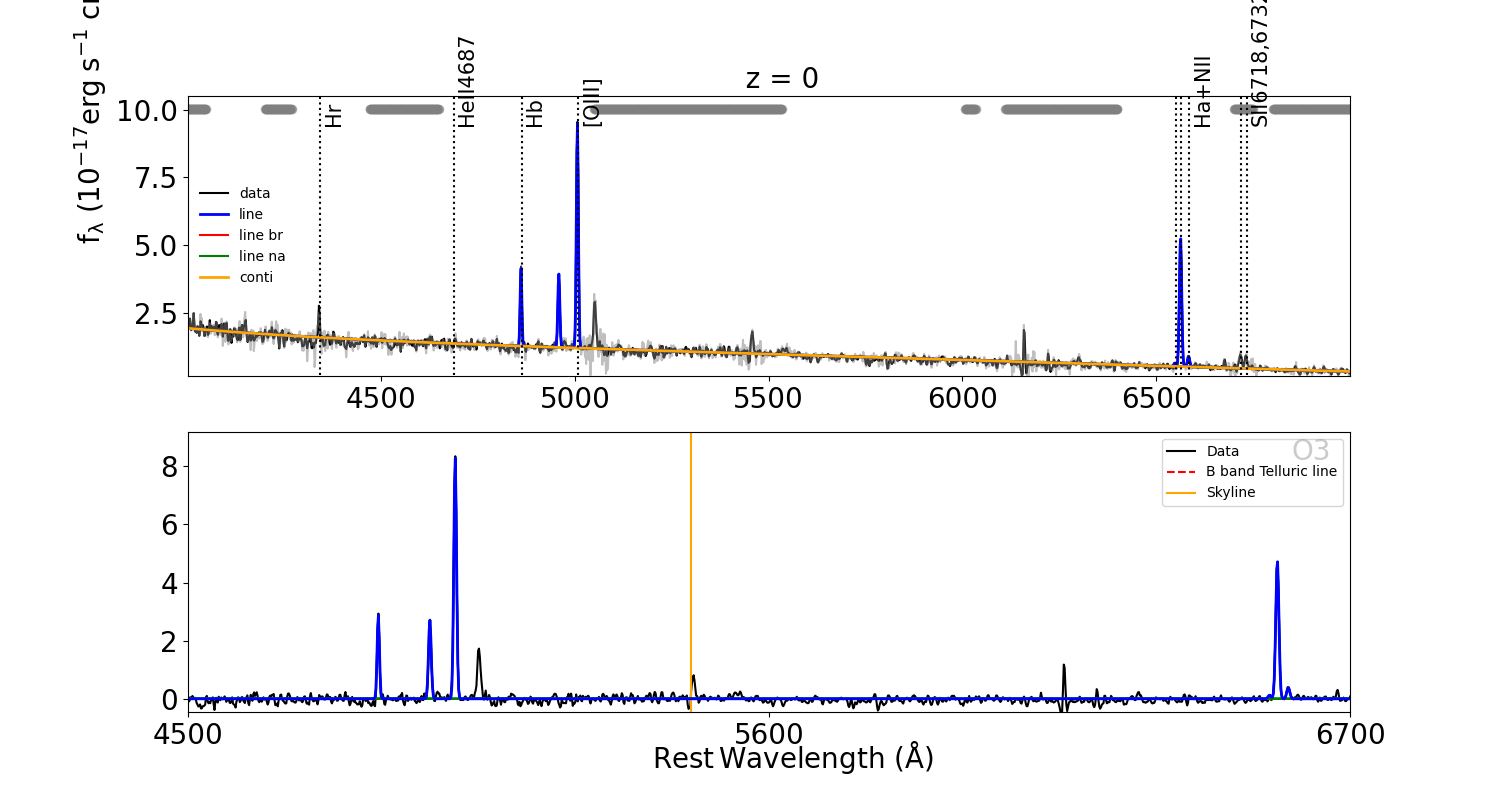 z = 0
f_λ (10^−17 erg s^−1
10.0
7.5
5.0
2.5
Hr
HeII4687
Hb
[OIII]
Ha+NII
SII6718,6732
data
line
line br
line na
conti
4500
5000
5500
6000
6500
8
6
4
2
0
O3
Data
B band Telluric line
Skyline
4500
5600
6700
Rest Wavelength (Å)